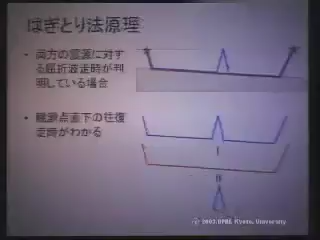 はぎとり法原理
• 両方の震源に対す
る屈折波走時が判
明している場合
• 観測点直下の往復
走時がわかる
I
II
2003 DPRI Kyoto University